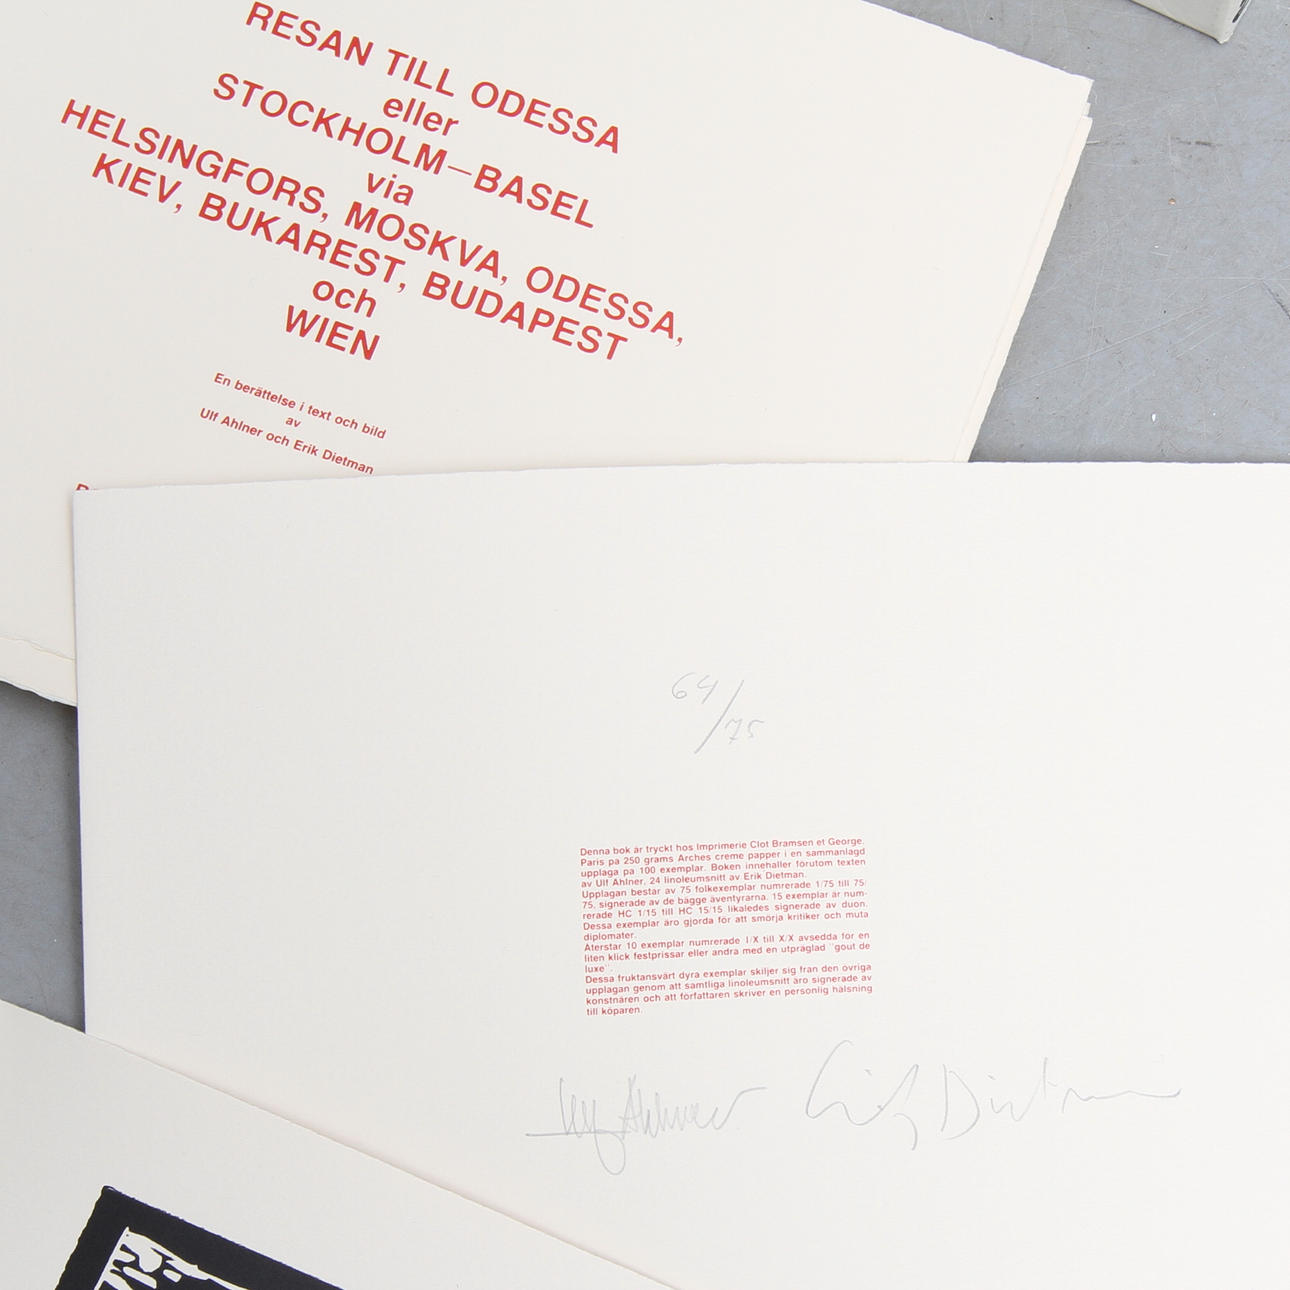 RESAN TILL ODESSA
eller
STOCKHOLM–BASEL
via
HELSINGFORS, MOSKVA, ODESSA,
KIEV, BUKAREST, BUDAPEST
och
WIEN
En berättelse i text och bild
av
Ulf Ahlner och Erik Dietman
64/75
Denna bok är tryckt hos Imprimerie Clot Bramsen et George.
Paris pa 250 grams Arches creme papper i en sammanlagd
upplaga pa 100 exemplar. Boken innehaller förutom texten
av Ulf Ahlner, 24 linoleumsnitt av Erik Dietman.
Upplagan bestar av 75 folkexemplar numrerade 1/75 till 75/
75, signerade av de bägge äventyrarna. 15 exemplar är num-
rerade HC 1/15 till HC 15/15 likaledes signerade av duon.
Dessa exemplar äro gjorda för att smörja kritiker och muta
diplomater.
Aterstar 10 exemplar numrerade I/X till X/X avsedda för en
liten klick festprissar eller andra med en utpräglad "gout de
luxe".
Dessa fruktansvärt dyra exemplar skiljer sig fran den övriga
upplagan genom att samtliga linoleumsnitt äro signerade av
konstnären och att författaren skriver en personlig hälsning
till köparen.
Ulf Ahlner Erik Dietman